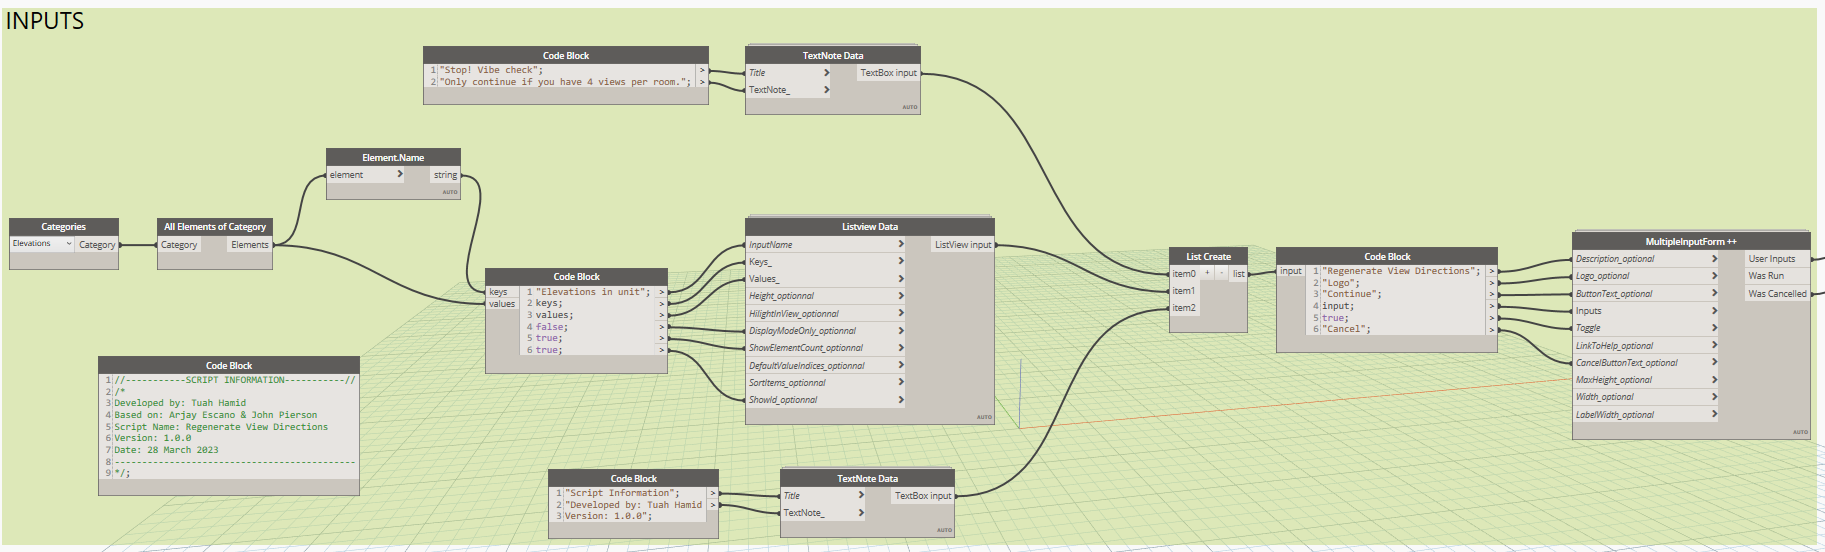 INPUTS
Code Block
1 "Stop! Vibe check"; >
2 "Only continue if you have 4 views per room."; >
TextNote Data
Title > TextBox input
TextNote_ >
AUTO
Element.Name
element > string
AUTO
Categories
Elevations Category
All Elements of Category
Category Elements
Code Block
keys 1 "Elevations in unit"; >
values 2 keys; >
3 values; >
4 false; >
5 true; >
6 true; >
Listview Data
InputName > ListView input
Keys_ >
Values_ >
Height_optionnal >
HilightInView_optionnal >
DisplayModeOnly_optionnal >
ShowElementCount_optionnal >
DefaultValueIndices_optionnal >
SortItems_optionnal >
ShowId_optionnal >
AUTO
List Create
item0 + - list
item1
item2
Code Block
input 1 "Regenerate View Directions"; >
2 "Logo"; >
3 "Continue"; >
4 input; >
5 true; >
6 "Cancel"; >
MultipleInputForm ++
Description_optional > User Inputs
Logo_optional > Was Run
ButtonText_optional > Was Cancelled
Inputs >
Toggle >
LinkToHelp_optional >
CancelButtonText_optional >
MaxHeight_optional >
Width_optional >
LabelWidth_optional >
AUTO
Code Block
1 //-----------SCRIPT INFORMATION-----------//
2 /*
3 Developed by: Tuah Hamid
4 Based on: Arjay Escano & John Pierson
5 Script Name: Regenerate View Directions
6 Version: 1.0.0
7 Date: 28 March 2023
8 --------------------------------------------
9 */;
Code Block
1 "Script Information"; >
2 "Developed by: Tuah Hamid >
3 Version: 1.0.0";
TextNote Data
Title > TextBox input
TextNote_ >
AUTO